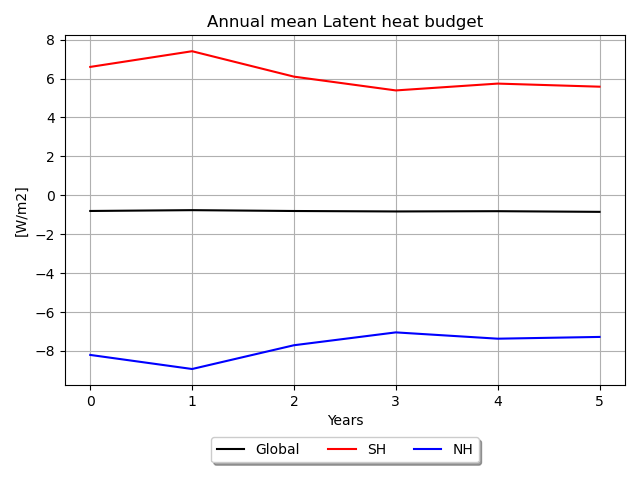 Annual mean Latent heat budget
8
6
4
2
0
−2
−4
−6
−8
[W/m2]
0 1 2 3 4 5
Years
Global SH NH